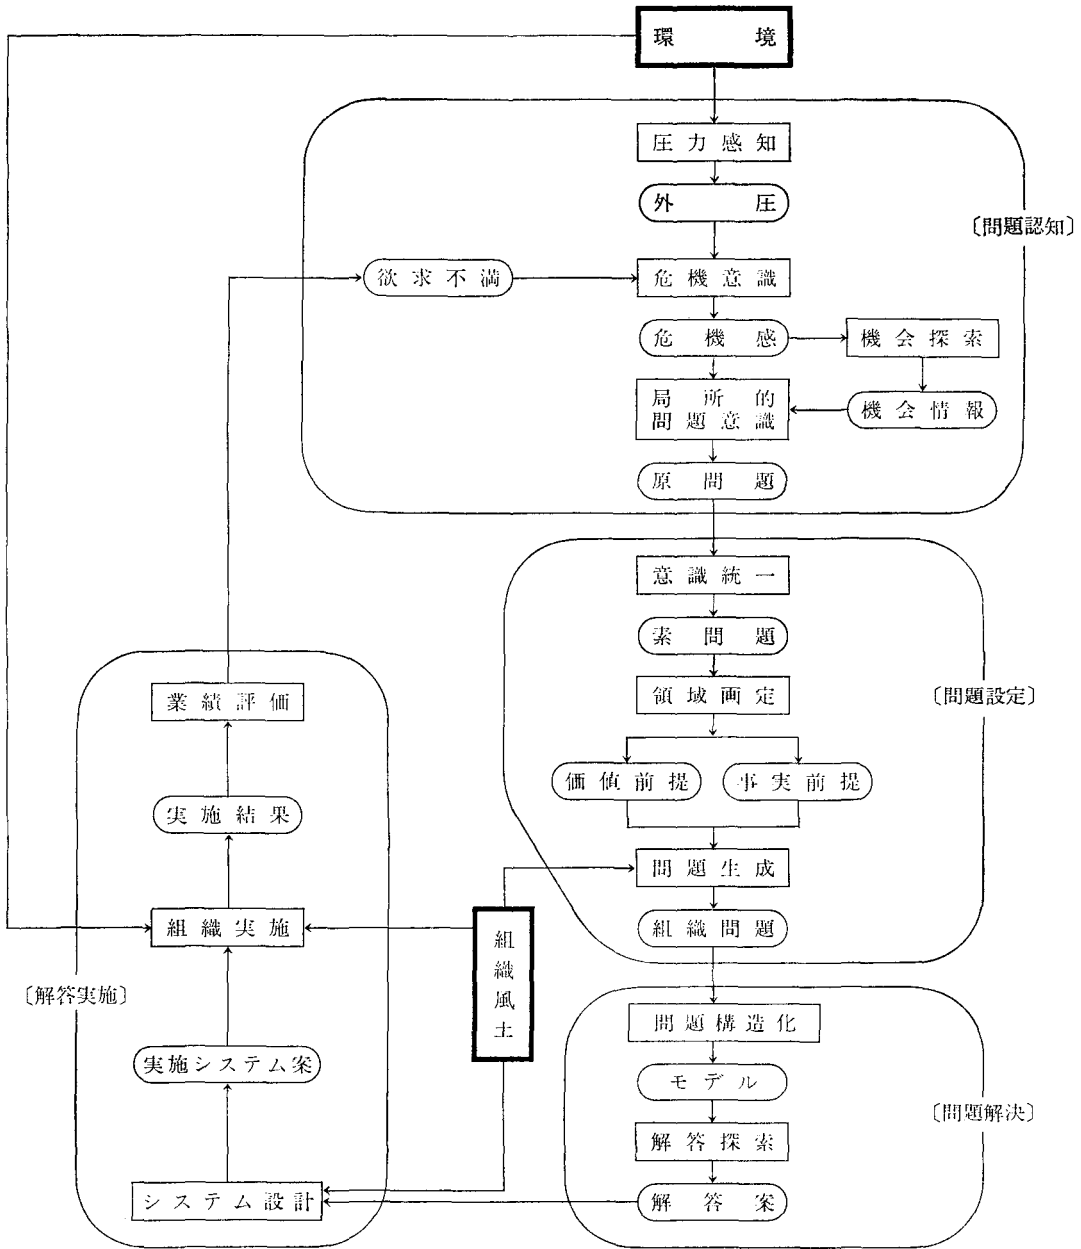 環境
圧力感知
外圧
〔問題認知〕
欲求不満
危機意識
危機感
機会探索
局所的
問題意識
機会情報
原問題
意識統一
素問題
領域画定
〔問題設定〕
価値前提
事実前提
問題生成
組織問題
業績評価
実施結果
組織実施
組織風土
〔解答実施〕
実施システム案
システム設計
問題構造化
モデル
〔問題解決〕
解答探索
解答案